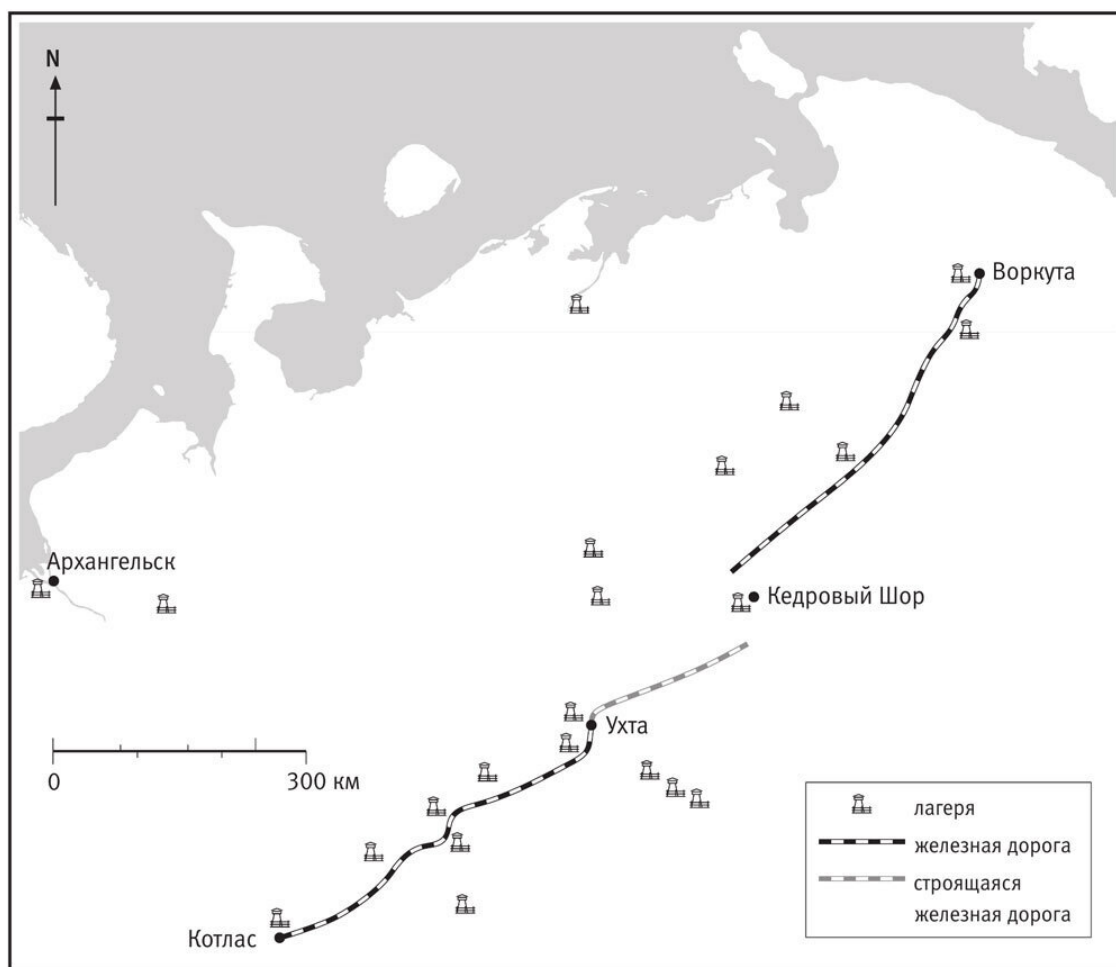 N
Воркута
Архангельск
Кедровый Шор
Ухта
0 300 км
лагеря
железная дорога
строящаяся
железная дорога
Котлас